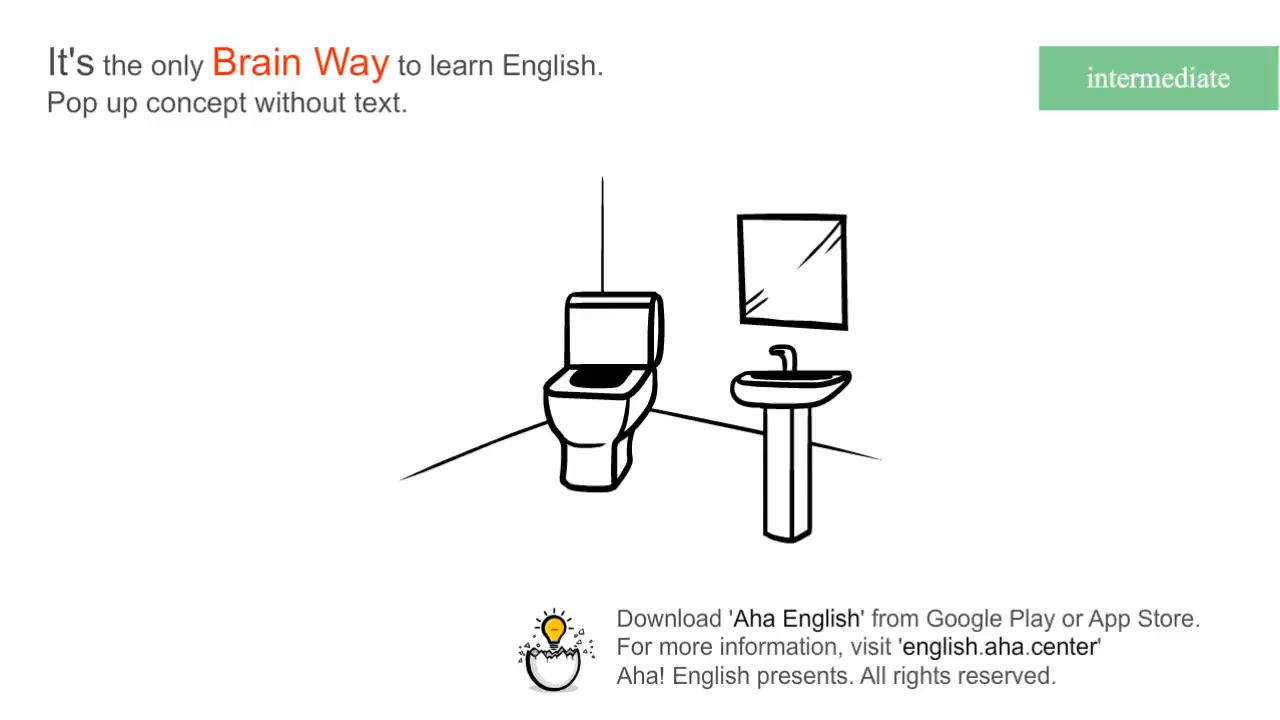 It's the only Brain Way to learn English.
Pop up concept without text.
intermediate
Download 'Aha English' from Google Play or App Store.
For more information, visit 'english.aha.center'
Aha! English presents. All rights reserved.